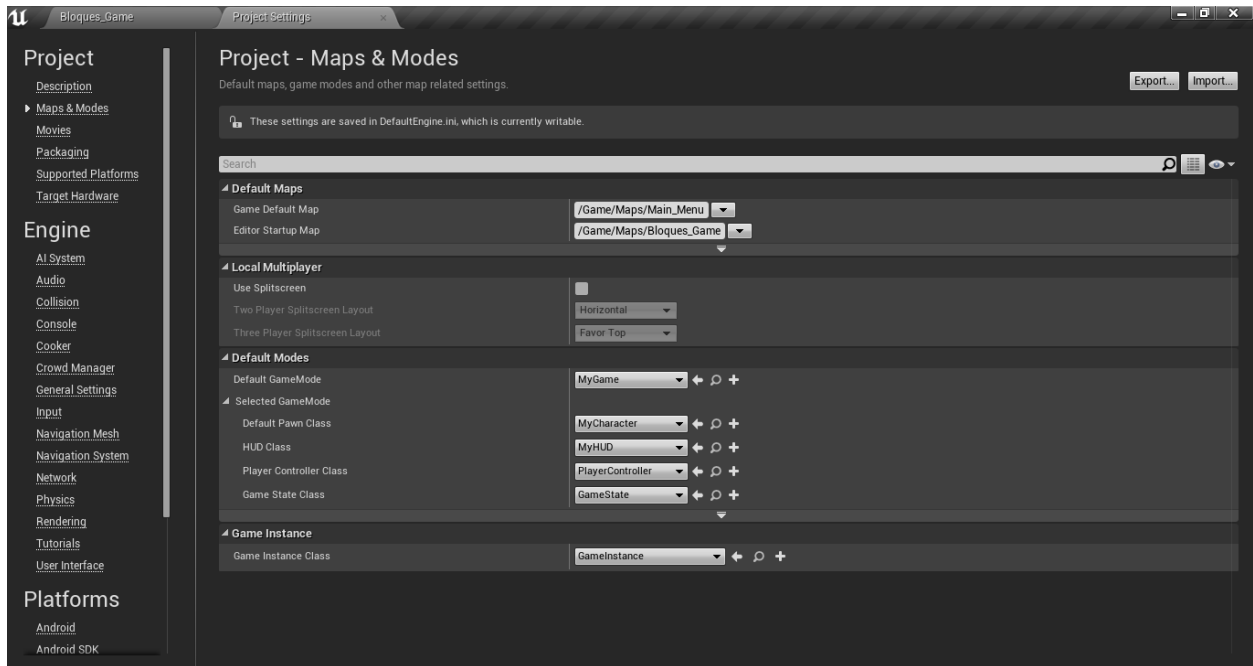 Bloques_Game
Project Settings
Project
Description
Maps & Modes
Movies
Packaging
Supported Platforms
Target Hardware
Engine
AI System
Audio
Collision
Console
Cooker
Crowd Manager
General Settings
Input
Navigation Mesh
Navigation System
Network
Physics
Rendering
Tutorials
User Interface
Platforms
Android
Android SDK
Project - Maps & Modes
Default maps, game modes and other map related settings.
Export...
Import...
These settings are saved in DefaultEngine.ini, which is currently writable.
Search
Default Maps
Game Default Map
/Game/Maps/Main_Menu
Editor Startup Map
/Game/Maps/Bloques_Game
Local Multiplayer
Use Splitscreen
Two Player Splitscreen Layout
Horizontal
Three Player Splitscreen Layout
Favor Top
Default Modes
Default GameMode
MyGame
Selected GameMode
Default Pawn Class
MyCharacter
HUD Class
MyHUD
Player Controller Class
PlayerController
Game State Class
GameState
Game Instance
Game Instance Class
GameInstance